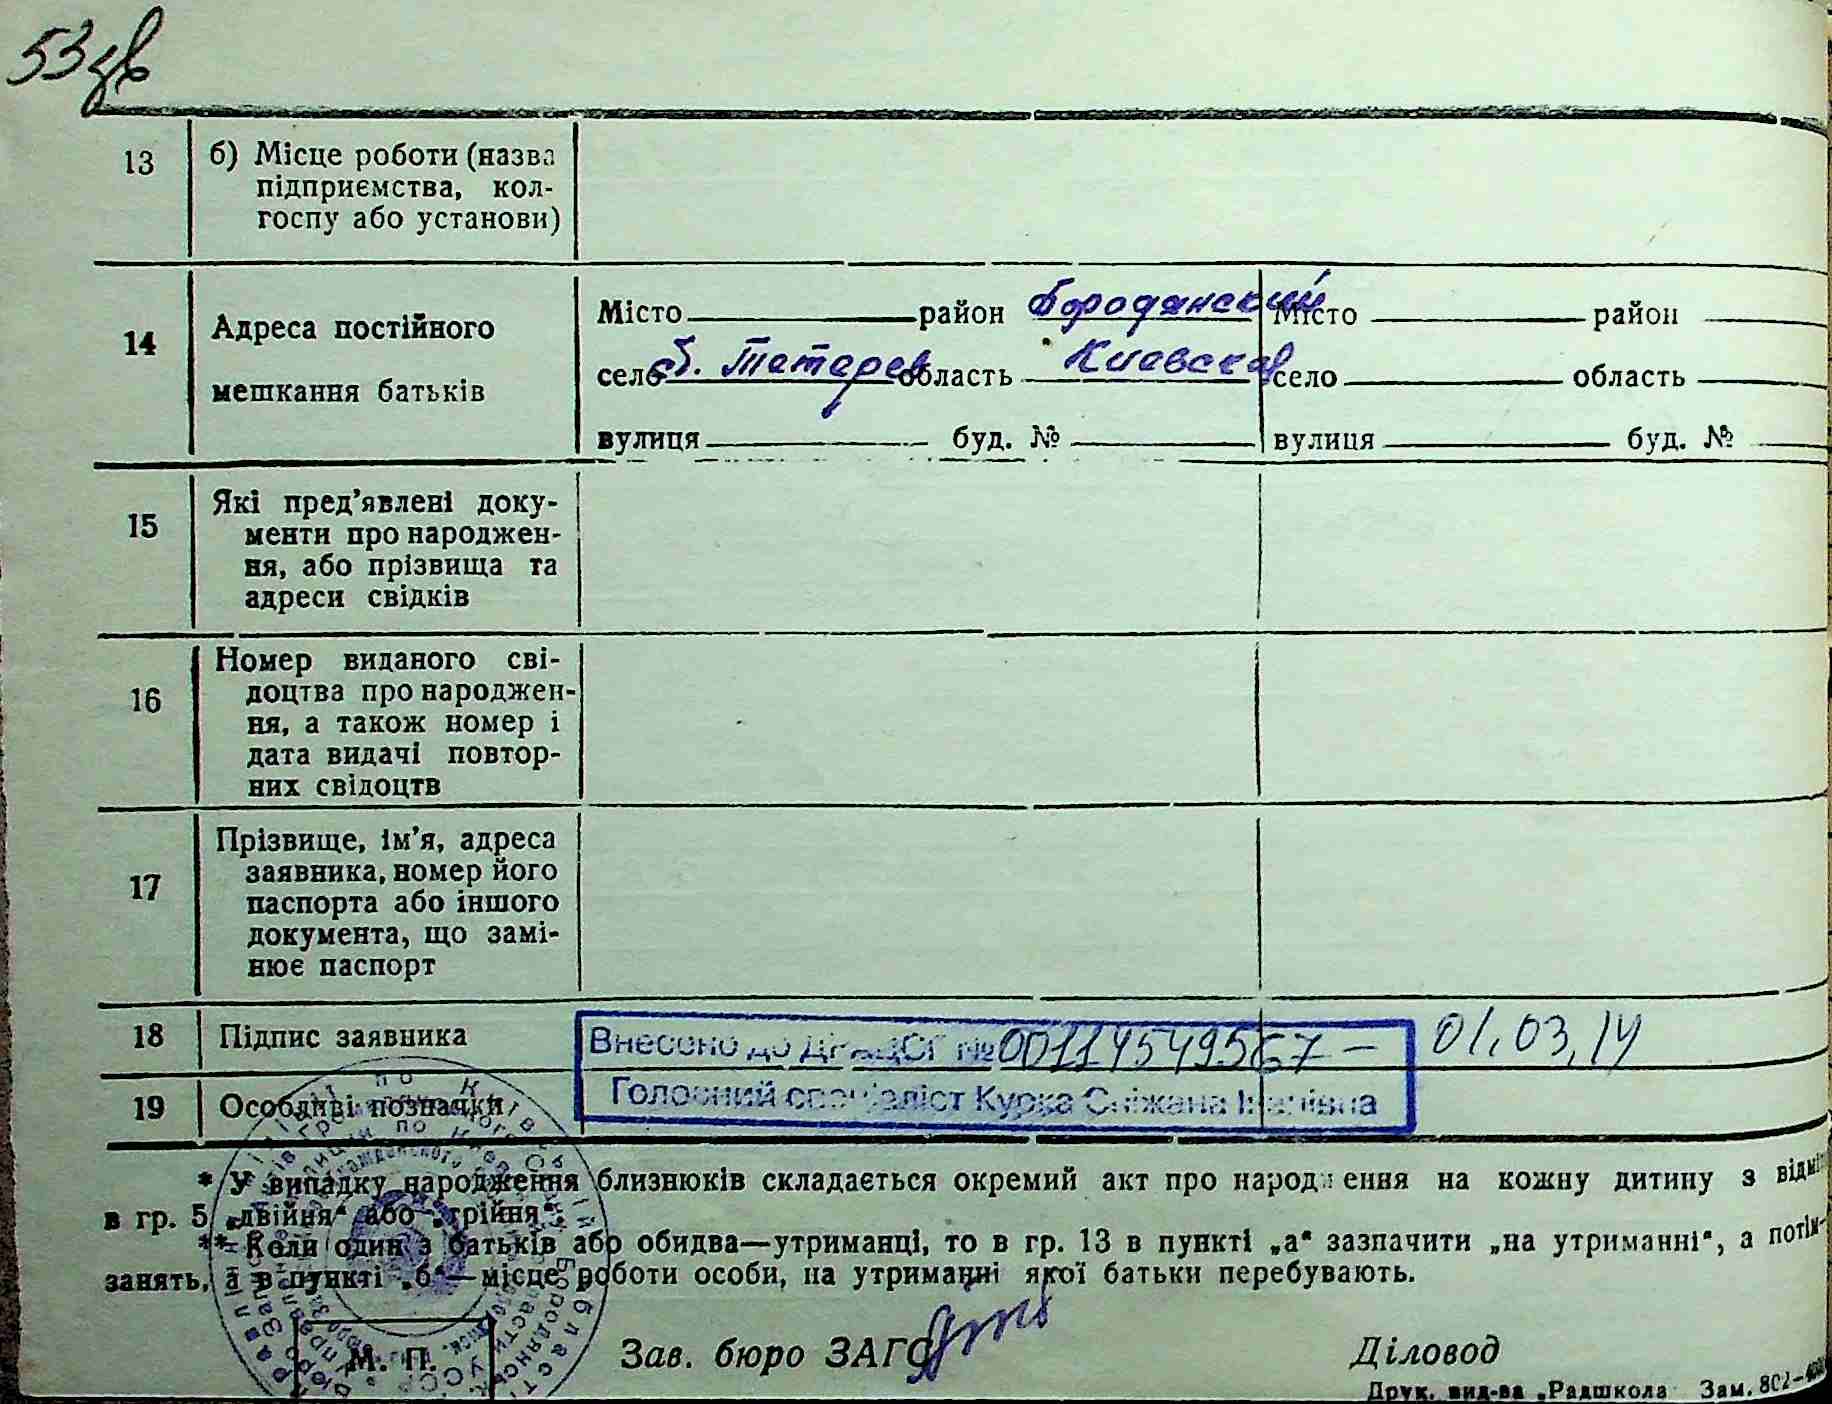 53зв
13 б) Місце роботи (назва
підприємства, кол-
госпу або установи)
14 Адреса постійного
мешкання батьків
Місто район Бородянский Місто район
село с. Татарев область Киевская село область
вулиця буд. № вулиця буд. №
15 Які пред’явлені доку-
менти про народжен-
ня, або прізвища та
адреси свідків
16 Номер виданого сві-
доцтва про народжен-
ня, а також номер і
дата видачі повтор-
них свідоцтв
17 Прізвище, ім’я, адреса
заявника, номер його
паспорта або іншого
документа, що замі-
нює паспорт
18 Підпис заявника Внесено до ДРАЦСГ № 00114549567 – 01.03.14
19 Особливі позначки Головний спеціаліст Курка Сніжана Іванівна
* У випадку народження близнюків складається окремий акт про народження на кожну дитину з відміт
в гр. 5 „двійня“ або „трійня“.
** Коли один з батьків або обидва—утриманці, то в гр. 13 в пункті „а“ зазначити „на утриманні“, а потім—
занять, а в пункті „б“—місце роботи особи, на утриманні якої батьки перебувають.
М. П. Зав. бюро ЗАГС Діловод
Друк. вид-ва „Радшкола Зам. 802—